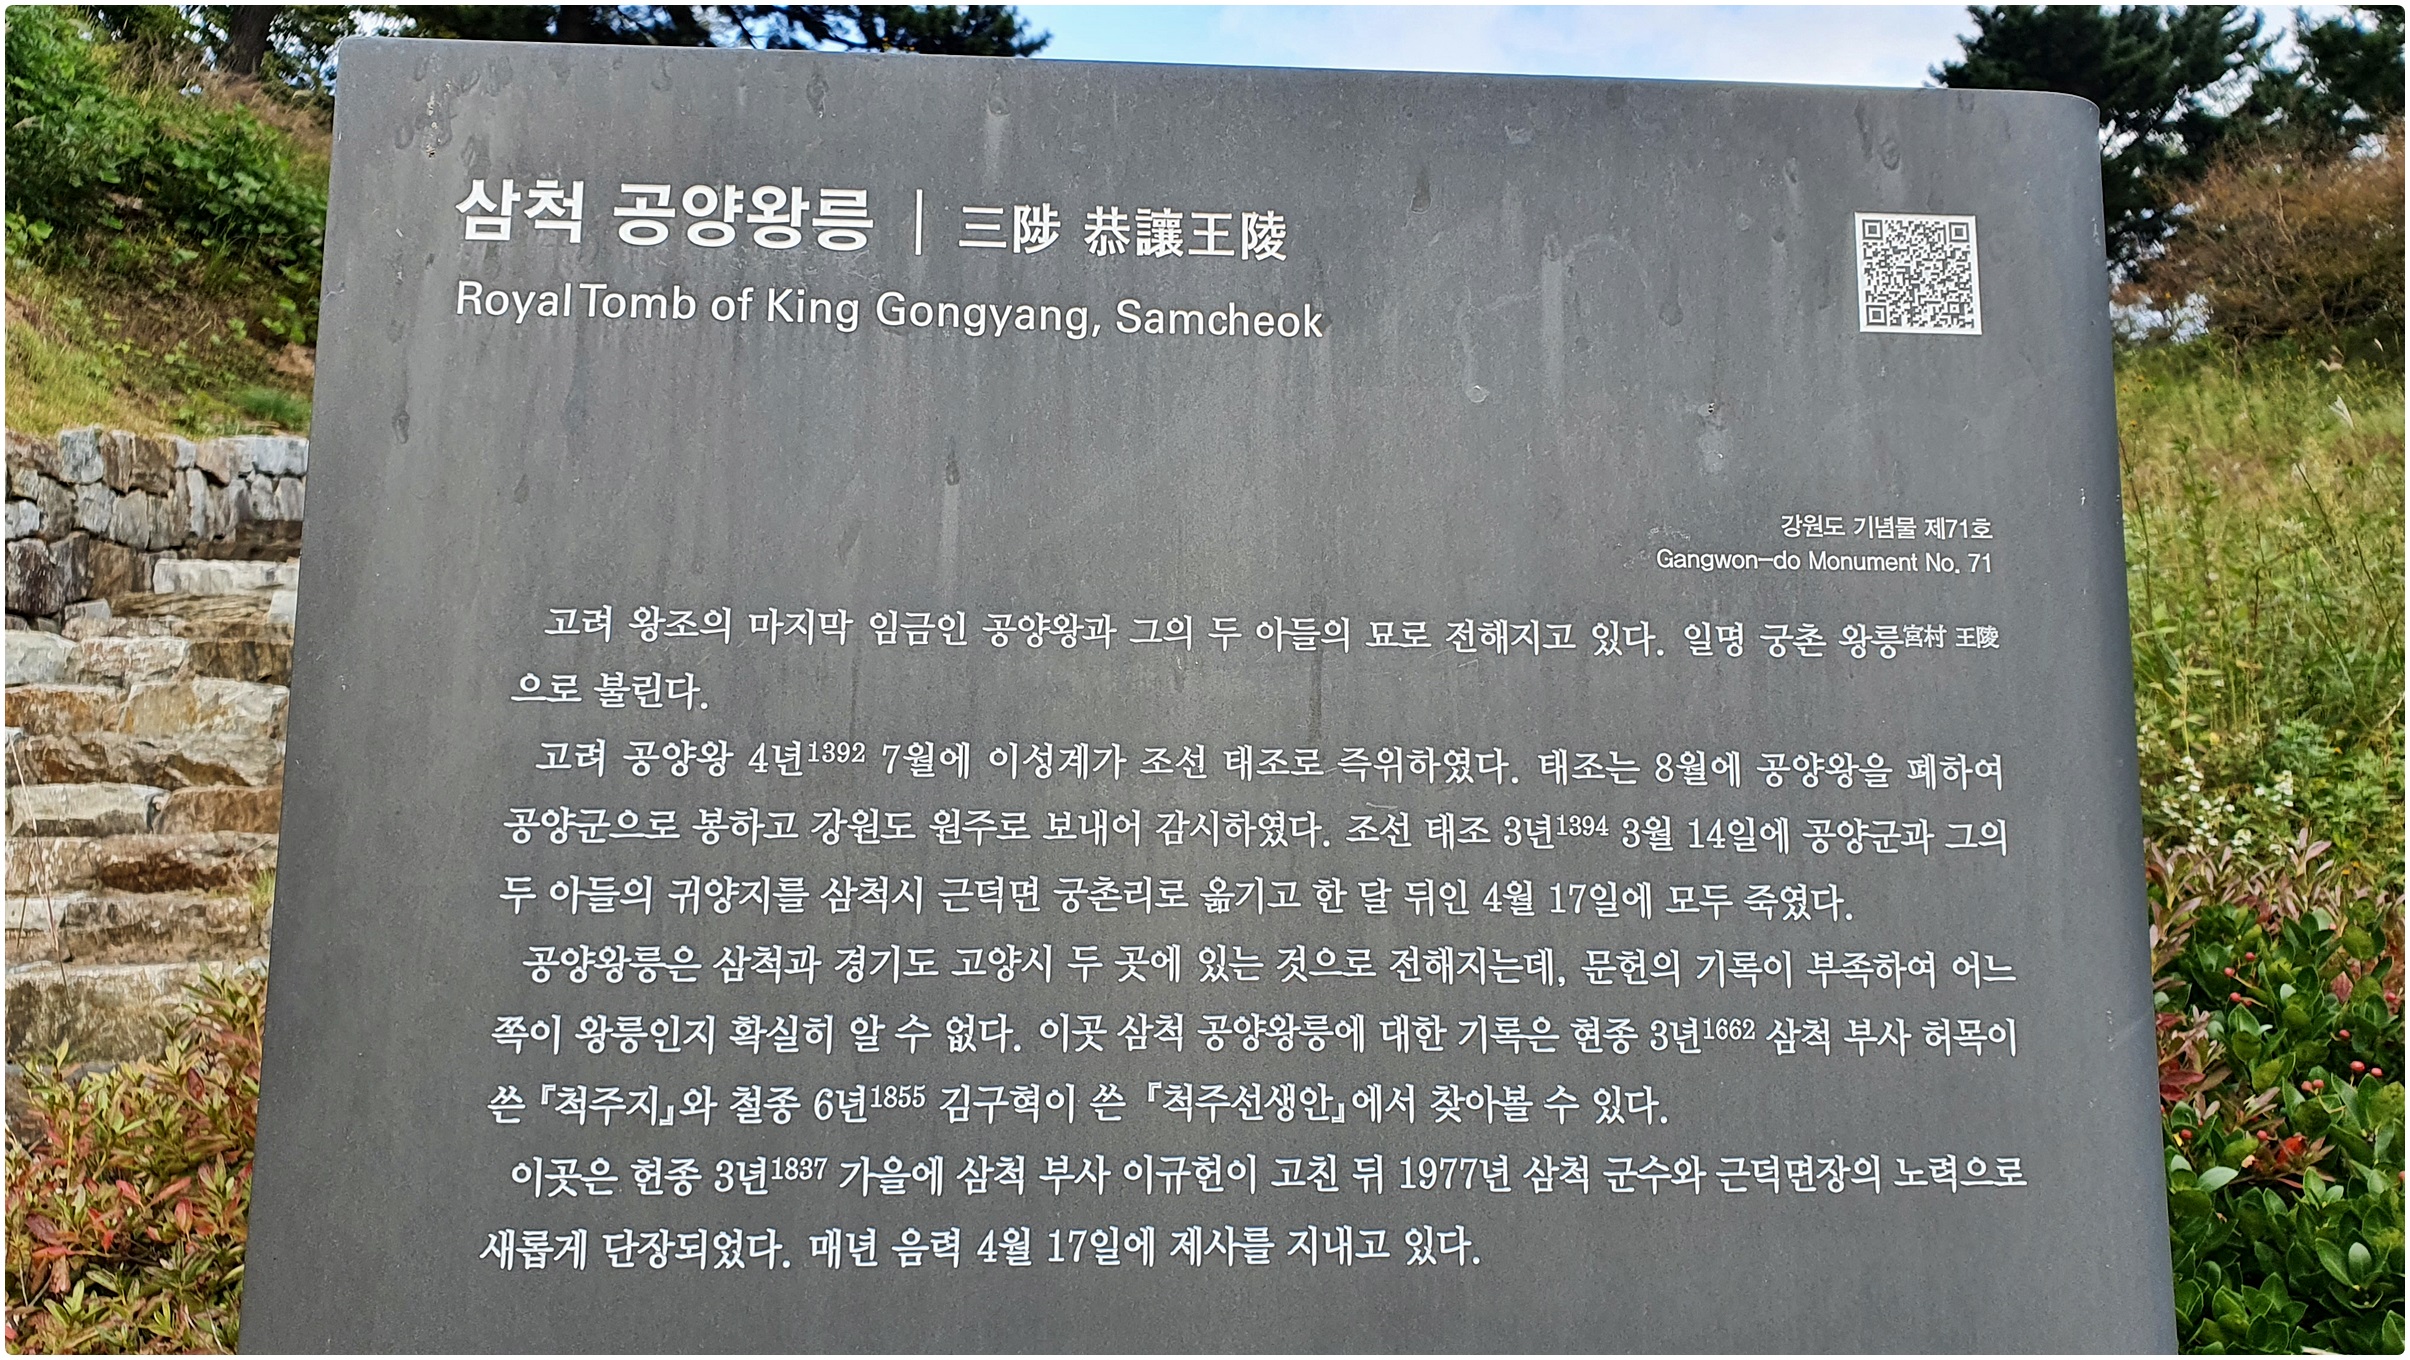 삼척 공양왕릉 | 三陟 恭讓王陵
Royal Tomb of King Gongyang, Samcheok
강원도 기념물 제71호
Gangwon-do Monument No. 71
고려 왕조의 마지막 임금인 공양왕과 그의 두 아들의 묘로 전해지고 있다. 일명 궁촌 왕릉宮村 王陵
으로 불린다.
고려 공양왕 4년1392 7월에 이성계가 조선 태조로 즉위하였다. 태조는 8월에 공양왕을 폐하여
공양군으로 봉하고 강원도 원주로 보내어 감시하였다. 조선 태조 3년1394 3월 14일에 공양군과 그의
두 아들의 귀양지를 삼척시 근덕면 궁촌리로 옮기고 한 달 뒤인 4월 17일에 모두 죽였다.
공양왕릉은 삼척과 경기도 고양시 두 곳에 있는 것으로 전해지는데, 문헌의 기록이 부족하여 어느
쪽이 왕릉인지 확실히 알 수 없다. 이곳 삼척 공양왕릉에 대한 기록은 현종 3년1662 삼척 부사 허목이
쓴 『척주지』와 철종 6년1855 김구혁이 쓴 『척주선생안』에서 찾아볼 수 있다.
이곳은 헌종 3년1837 가을에 삼척 부사 이규헌이 고친 뒤 1977년 삼척 군수와 근덕면장의 노력으로
새롭게 단장되었다. 매년 음력 4월 17일에 제사를 지내고 있다.